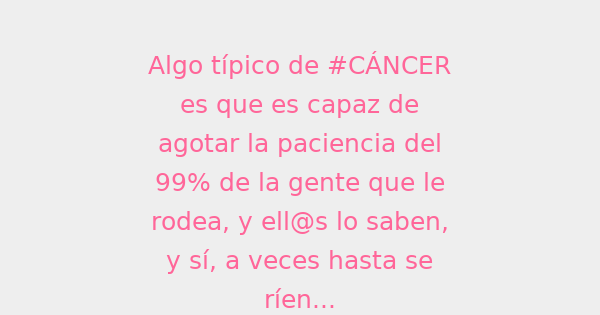 Algo típico de #CÁNCER
es que es capaz de
agotar la paciencia del
99% de la gente que le
rodea, y ell@s lo saben,
y sí, a veces hasta se
ríen...